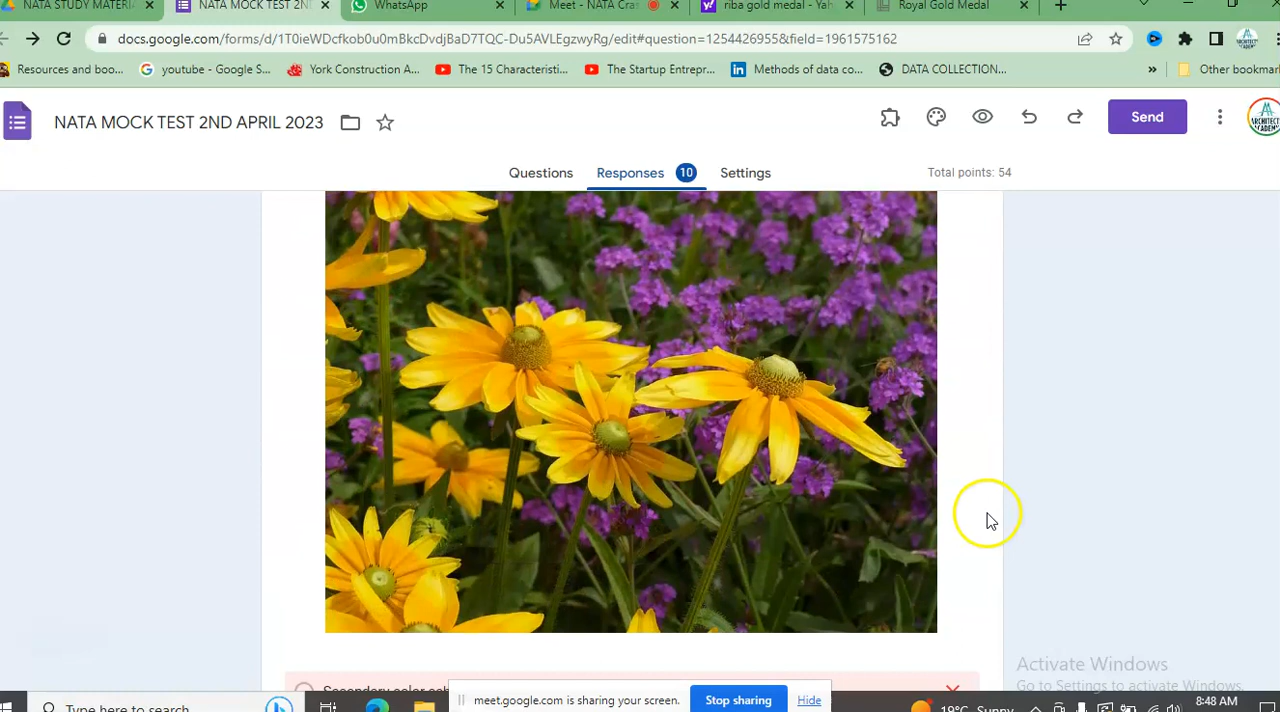 NATA STUDY MATERI
NATA MOCK TEST 2N
WhatsApp
Meet - NATA Cras
riba gold medal - Yah
Royal Gold Medal
docs.google.com/forms/d/1T0ieWDcfkob0u0mBkcDvdjBaD7TQC-Du5AVLEgzwyRg/edit#question=1254426955&field=1961575162
Resources and boo...
youtube - Google S...
York Construction A...
The 15 Characteristi...
The Startup Entrepr...
Methods of data co...
DATA COLLECTION...
»
Other bookmar
NATA MOCK TEST 2ND APRIL 2023
Send
Questions
Responses 10
Settings
Total points: 54
Activate Windows
Go to Settings to activate Windows.
meet.google.com is sharing your screen.
Stop sharing
Hide
Type here to search
19°C Sunny
8:48 AM